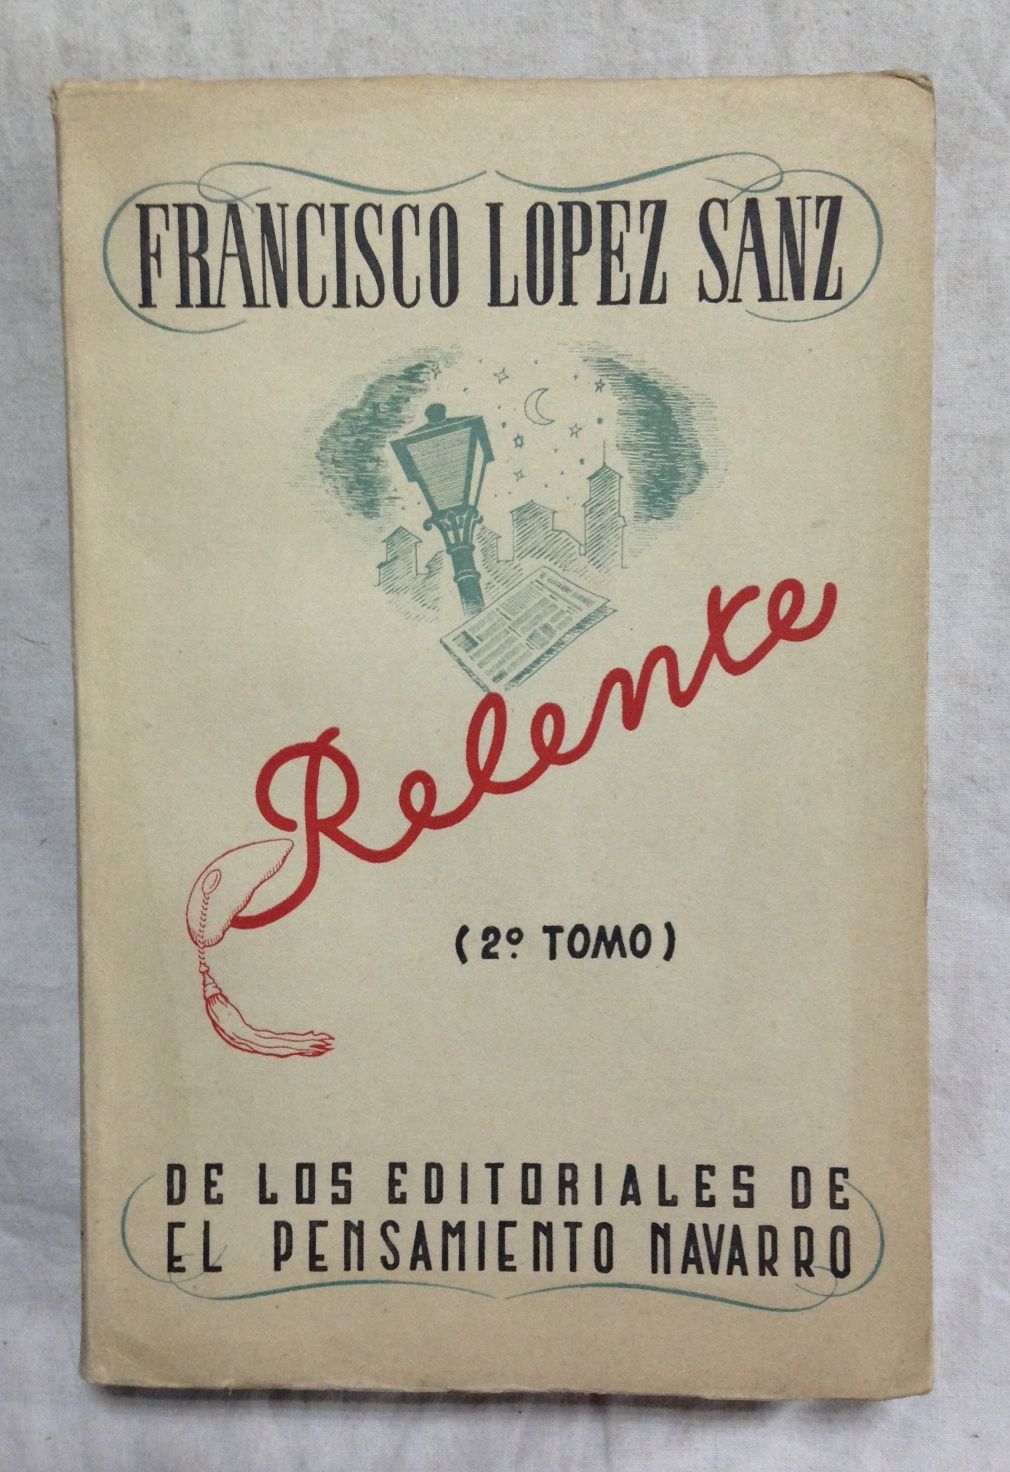 FRANCISCO LOPEZ SANZ
Relente
(2º TOMO)
DE LOS EDITORIALES DE
EL PENSAMIENTO NAVARRO